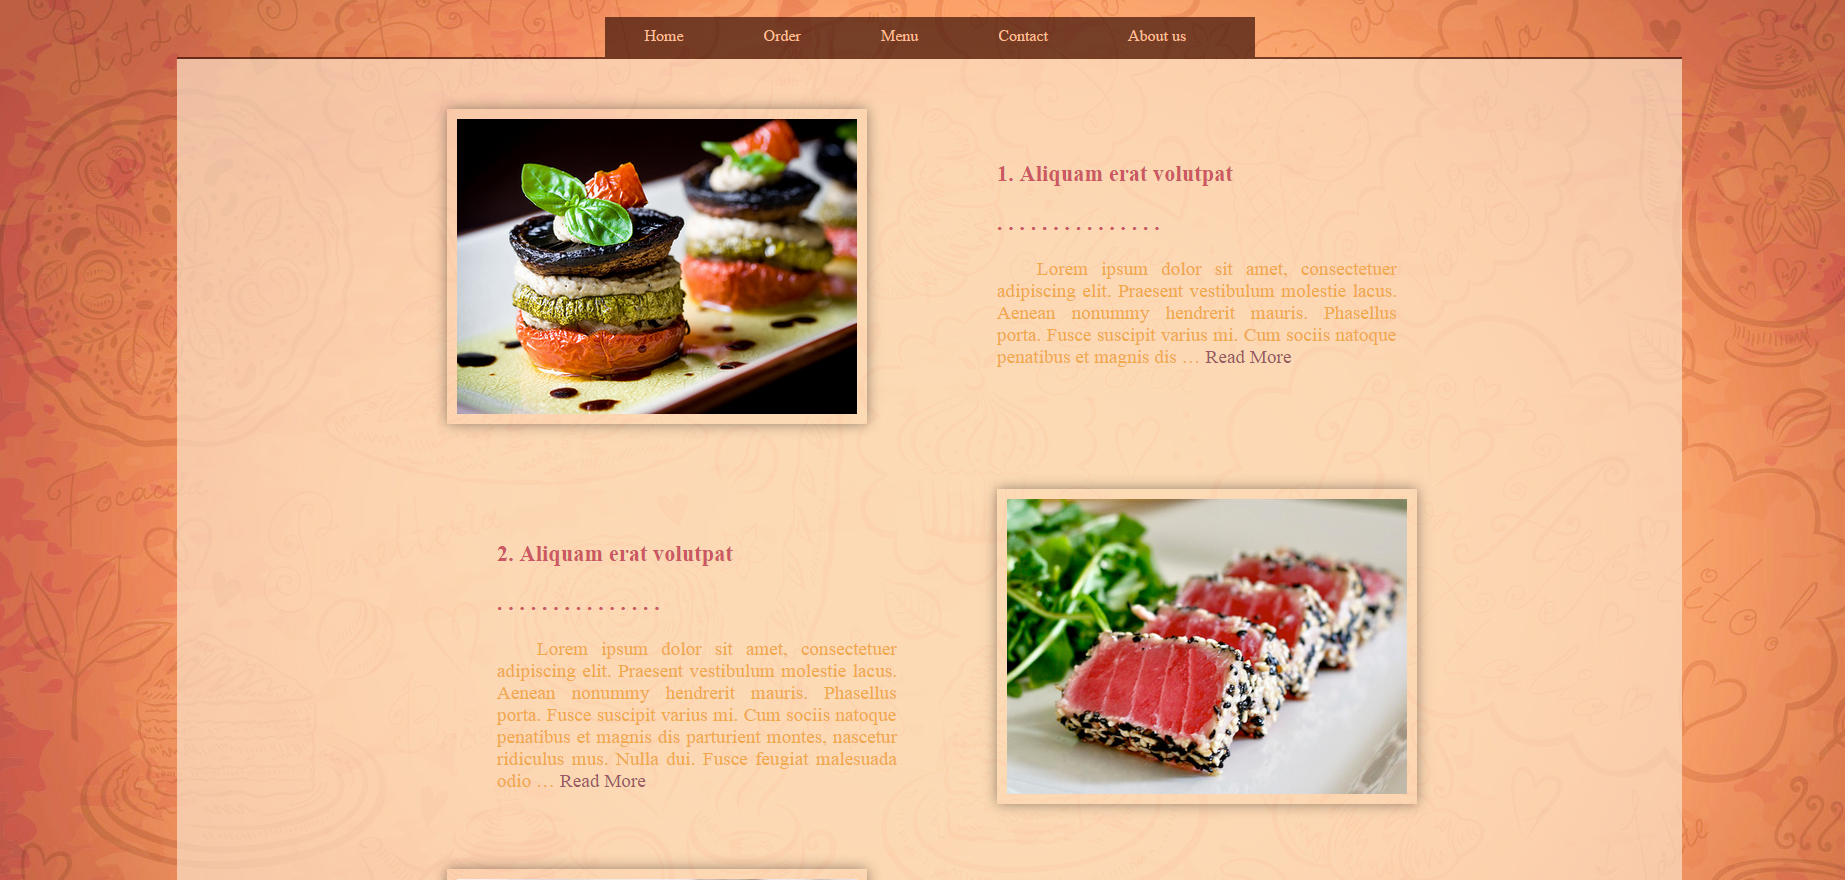 Home Order Menu Contact About us
1. Aliquam erat volutpat
. . . . . . . . . . . . . . .
Lorem ipsum dolor sit amet, consectetuer
adipiscing elit. Praesent vestibulum molestie lacus.
Aenean nonummy hendrerit mauris. Phasellus
porta. Fusce suscipit varius mi. Cum sociis natoque
penatibus et magnis dis … Read More
Focaccia
2. Aliquam erat volutpat
. . . . . . . . . . . . . . .
Lorem ipsum dolor sit amet, consectetuer
adipiscing elit. Praesent vestibulum molestie lacus.
Aenean nonummy hendrerit mauris. Phasellus
porta. Fusce suscipit varius mi. Cum sociis natoque
penatibus et magnis dis parturient montes, nascetur
ridiculus mus. Nulla dui. Fusce feugiat malesuada
odio … Read More